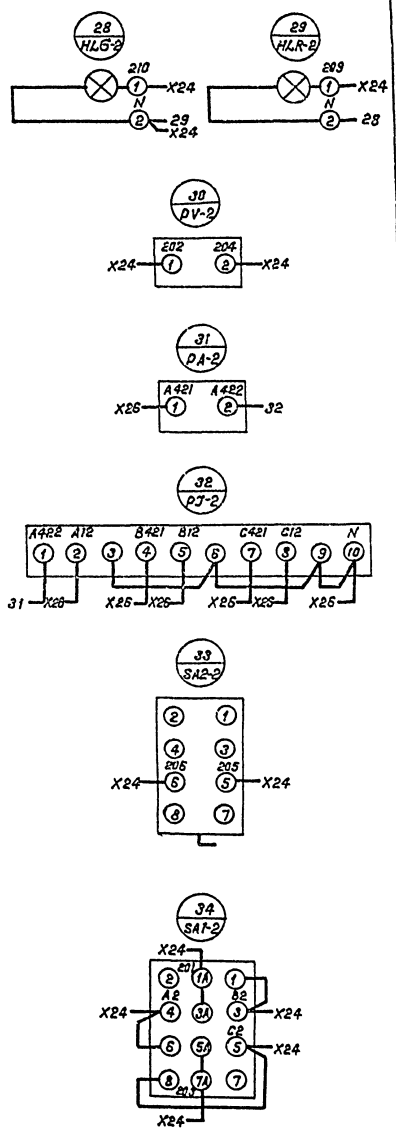 28 29
HLG-2 HLR-2
210 209
1 X24 1 X24
N N
2 29 2 28
X24
30
PV-2
202 204
X24 1 2 X24
31
PA-2
A421 A422
X26 1 2 32
32
PJ-2
A422 A12 B421 B12 C421 C12 N
1 2 3 4 5 6 7 8 9 10
31 X26 X26 X26 X26 X26 X26
33
SA2-2
2 1
4 3
206 205
X24 6 5 X24
8 7
34
SA1-2
X24
201
2 1A 1
A2 B2
X24 4 3A 3 X24
C2
6 5A 5 X24
8 7A 7
203
X24